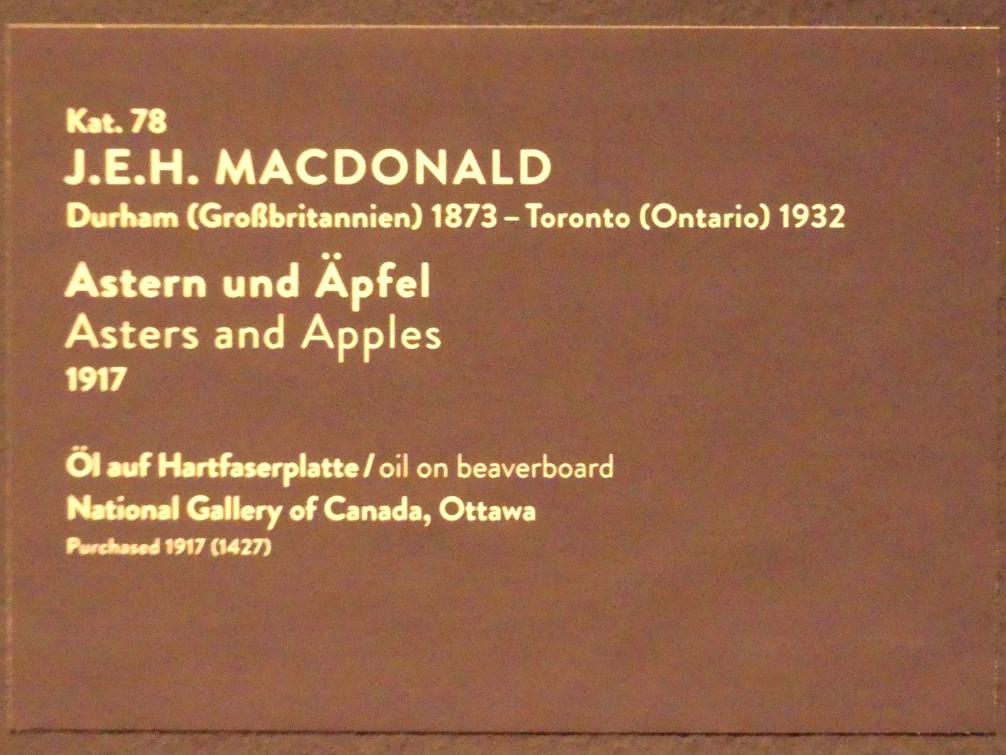 Kat. 78
J.E.H. MACDONALD
Durham (Großbritannien) 1873 – Toronto (Ontario) 1932
Astern und Äpfel
Asters and Apples
1917
Öl auf Hartfaserplatte / oil on beaverboard
National Gallery of Canada, Ottawa
Purchased 1917 (1427)